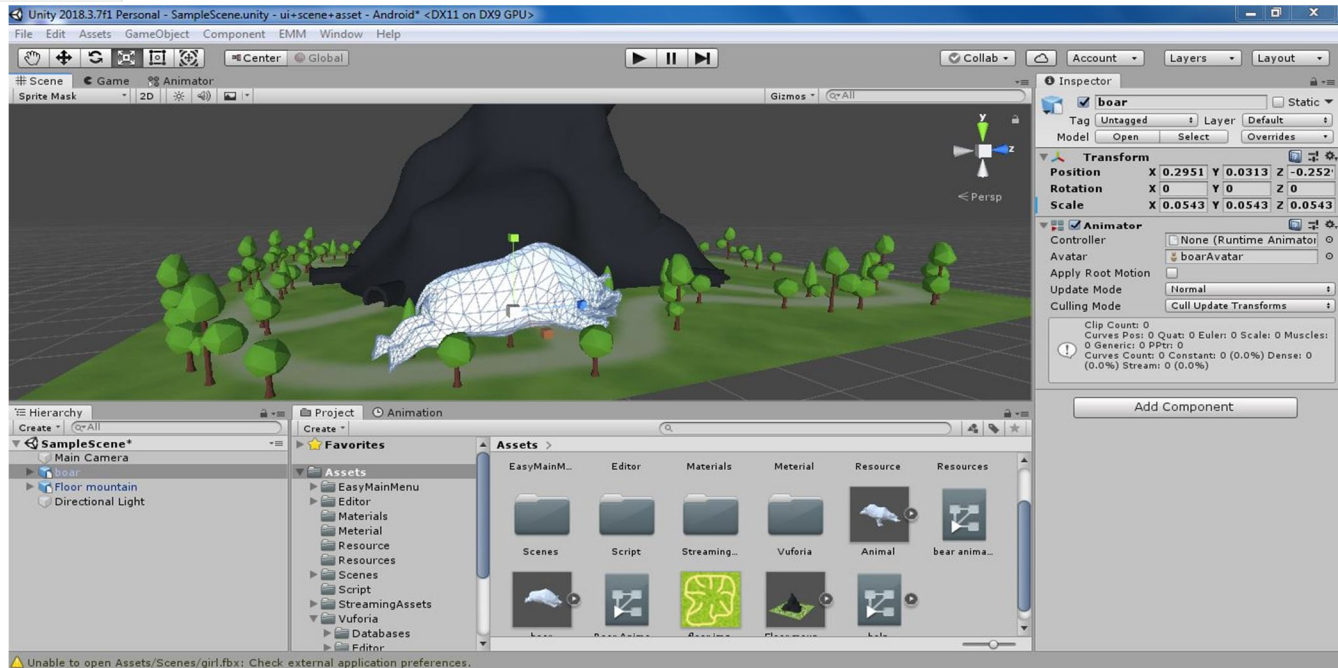 Unity 2018.3.7f1 Personal - SampleScene.unity - ui+scene+asset - Android* <DX11 on DX9 GPU>
File Edit Assets GameObject Component EMM Window Help
Center Global Collab Account Layers Layout
Scene Game Animator
Sprite Mask 2D Gizmos All
y
z
Persp
Inspector
boar Static
Tag Untagged Layer Default
Model Open Select Overrides
Transform
Position X 0.2951 Y 0.0313 Z -0.252
Rotation X 0 Y 0 Z 0
Scale X 0.0543 Y 0.0543 Z 0.0543
Animator
Controller None (Runtime Animator
Avatar boarAvatar
Apply Root Motion
Update Mode Normal
Culling Mode Cull Update Transforms
Clip Count: 0
Curves Pos: 0 Quat: 0 Euler: 0 Scale: 0 Muscles:
0 Generic: 0 PPtr: 0
Curves Count: 0 Constant: 0 (0.0%) Dense: 0
(0.0%) Stream: 0 (0.0%)
Add Component
Hierarchy
Create All
SampleScene*
Main Camera
boar
Floor mountain
Directional Light
Project Animation
Create
Favorites
Assets
EasyMainMenu
Editor
Materials
Meterial
Resource
Resources
Scenes
Script
StreamingAssets
Vuforia
Databases
Editor
Assets >
EasyMainM... Editor Materials Meterial Resource Resources
Scenes Script Streaming... Vuforia Animal bear anima...
Unable to open Assets/Scenes/girl.fbx: Check external application preferences.